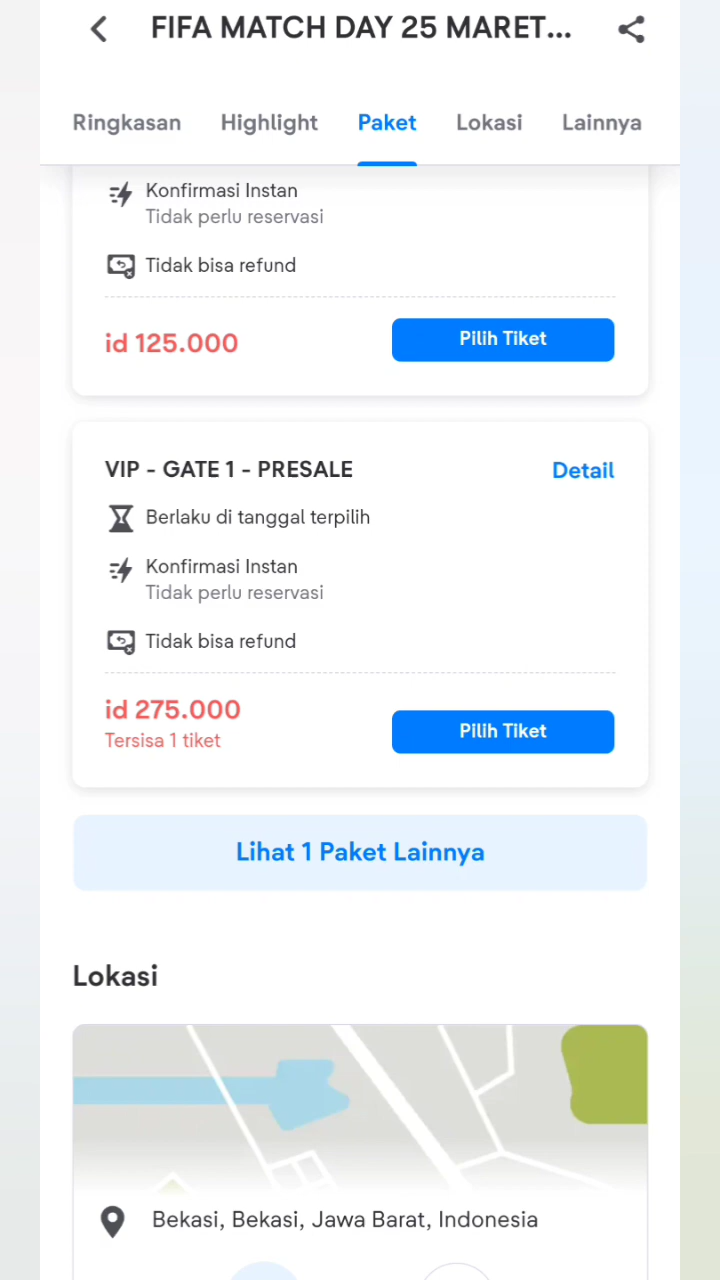 FIFA MATCH DAY 25 MARET...
Ringkasan Highlight Paket Lokasi Lainnya
Konfirmasi Instan
Tidak perlu reservasi
Tidak bisa refund
id 125.000
Pilih Tiket
VIP - GATE 1 - PRESALE
Detail
Berlaku di tanggal terpilih
Konfirmasi Instan
Tidak perlu reservasi
Tidak bisa refund
id 275.000
Tersisa 1 tiket
Pilih Tiket
Lihat 1 Paket Lainnya
Lokasi
Bekasi, Bekasi, Jawa Barat, Indonesia